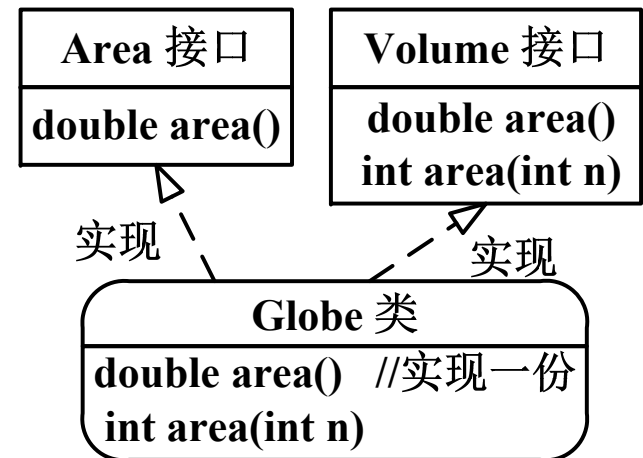 Area 接口
double area()
Volume 接口
double area()
int area(int n)
实现
实现
Globe 类
double area() //实现一份
int area(int n)